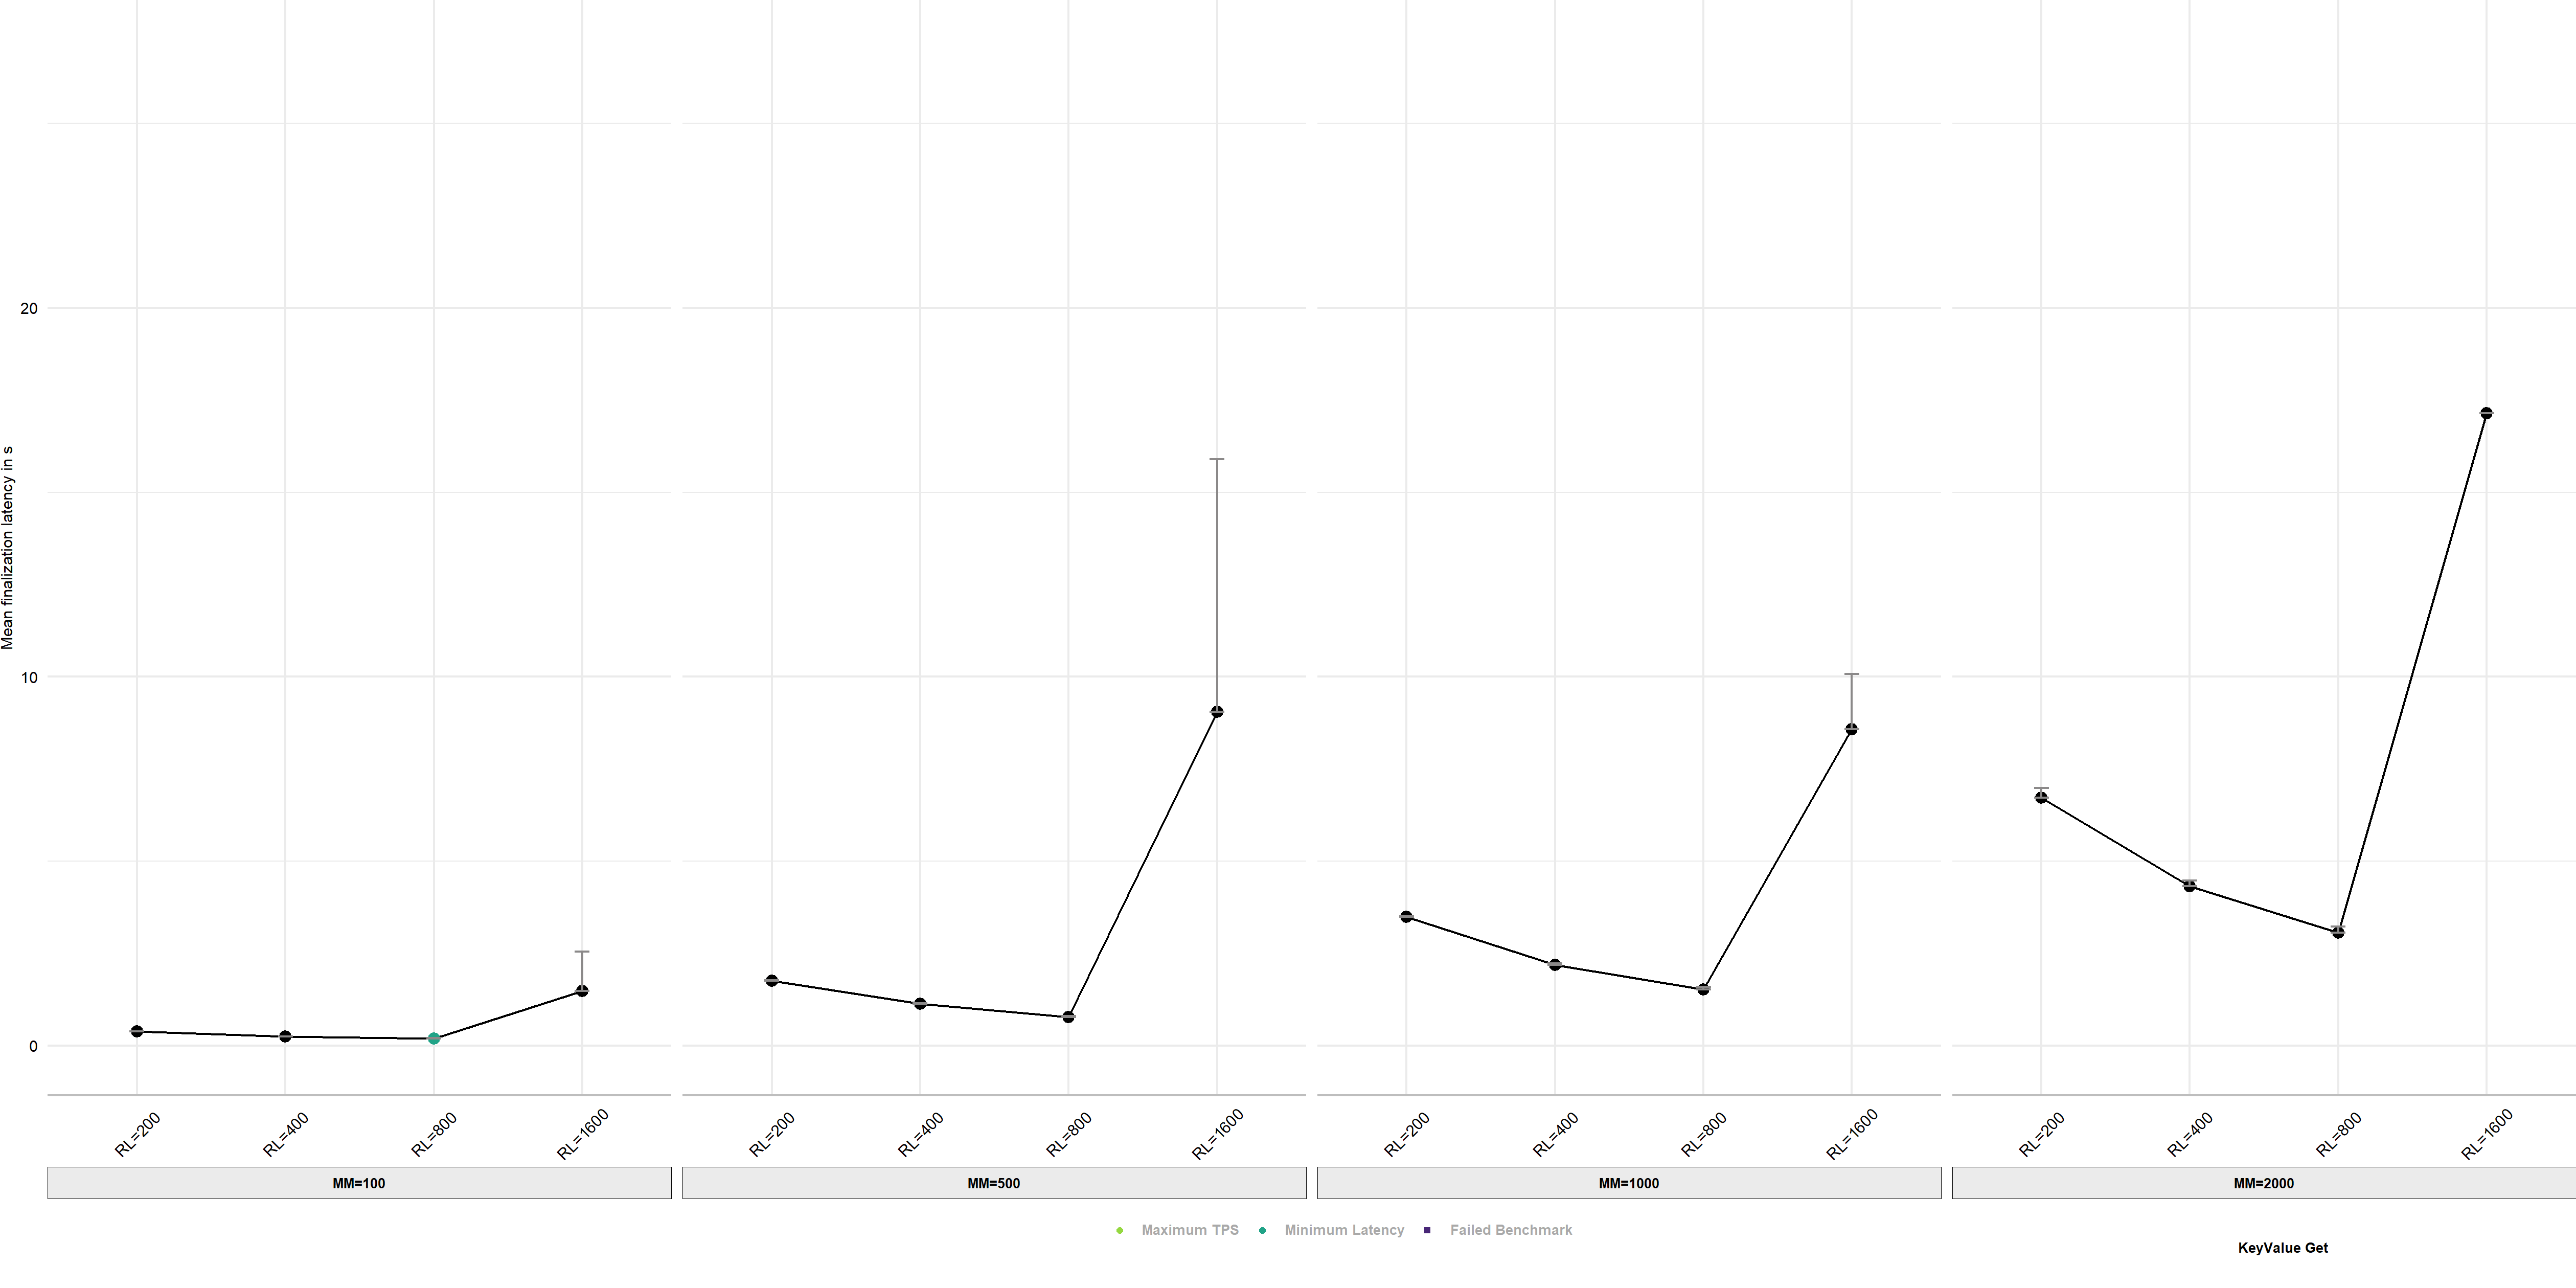 Mean finalization latency in s
20
10
0
RL=200 RL=400 RL=800 RL=1600 RL=200 RL=400 RL=800 RL=1600 RL=200 RL=400 RL=800 RL=1600 RL=200 RL=400 RL=800 RL=1600
MM=100 MM=500 MM=1000 MM=2000
Maximum TPS Minimum Latency Failed Benchmark
KeyValue Get